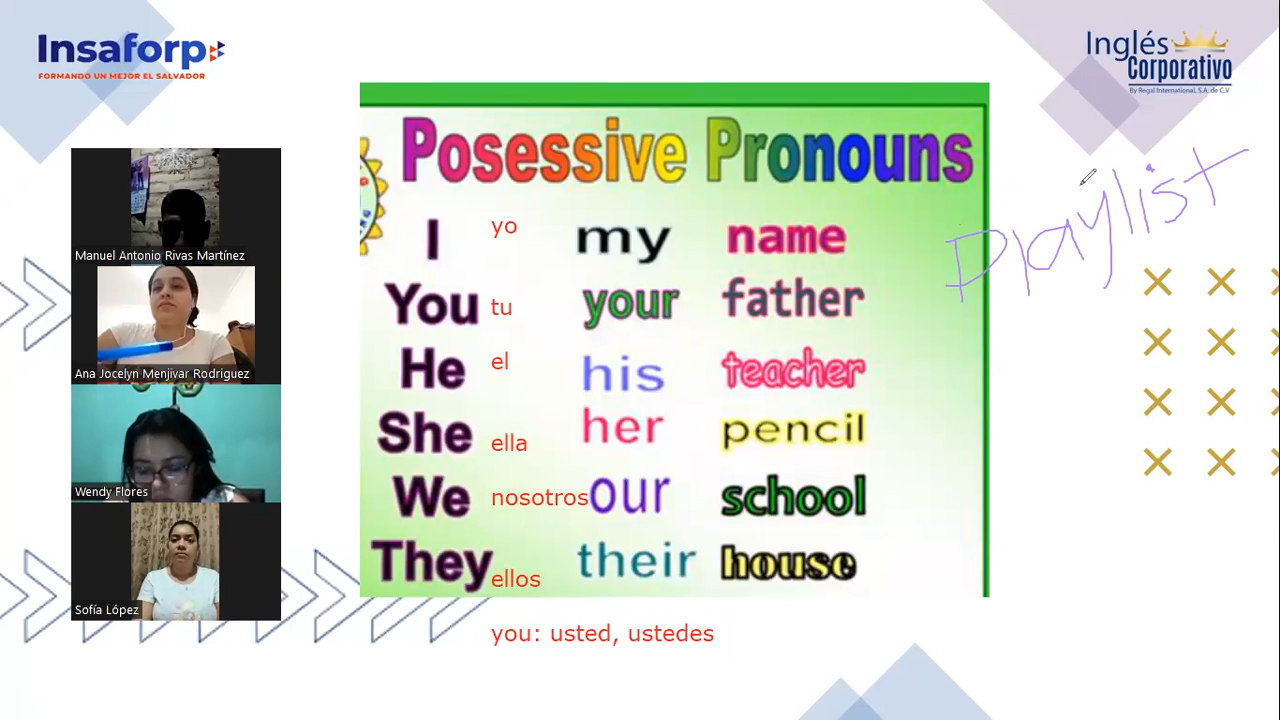 Insaforp
FORMANDO UN MEJOR EL SALVADOR
Inglés
Corporativo
By Regal International, S.A. de C.V
Manuel Antonio Rivas Martínez
Ana Jocelyn Menjivar Rodriguez
Wendy Flores
Sofía López
Posessive Pronouns
I yo my name
You tu your father
He el his teacher
She ella her pencil
We nosotros our school
They ellos their house
you: usted, ustedes
Playlist